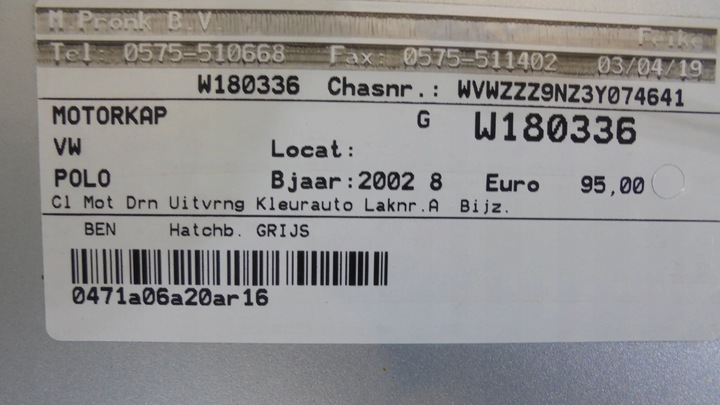 M Pronk B.V. Feike
Tel: 0575-510668 Fax: 0575-511402 03/04/19
W180336 Chasnr.: WVWZZZ9NZ3Y074641
MOTORKAP G W180336
VW Locat:
POLO Bjaar:2002 8 Euro 95,00
Cl Mot Drn Uitvrng Kleurauto Laknr.A Bijz.
BEN Hatchb. GRIJS
0471a06a20ar16